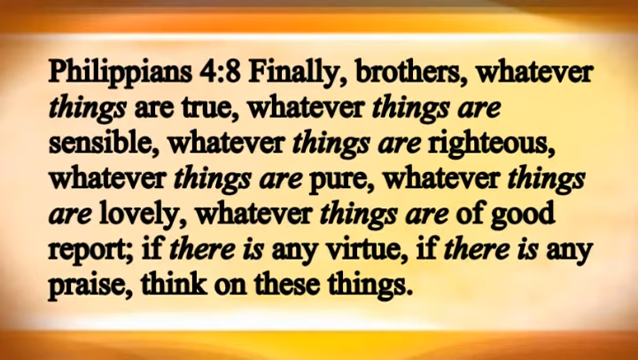 Philippians 4:8 Finally, brothers, whatever
things are true, whatever things are
sensible, whatever things are righteous,
whatever things are pure, whatever things
are lovely, whatever things are of good
report; if there is any virtue, if there is any
praise, think on these things.